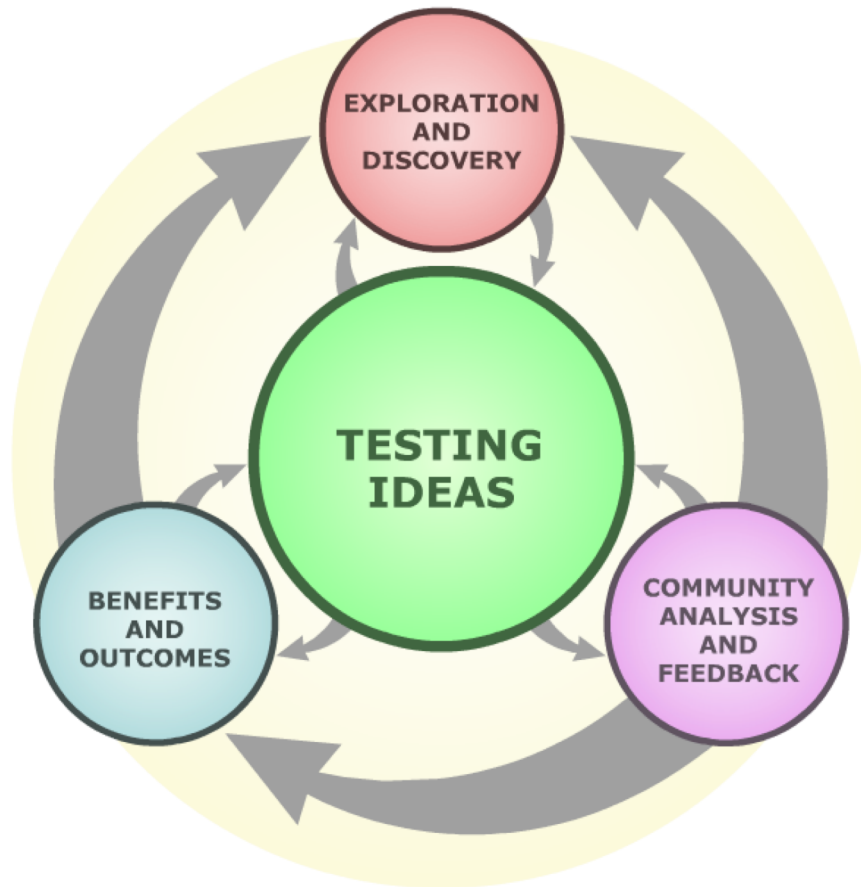 EXPLORATION
AND
DISCOVERY
TESTING
IDEAS
BENEFITS
AND
OUTCOMES
COMMUNITY
ANALYSIS
AND
FEEDBACK